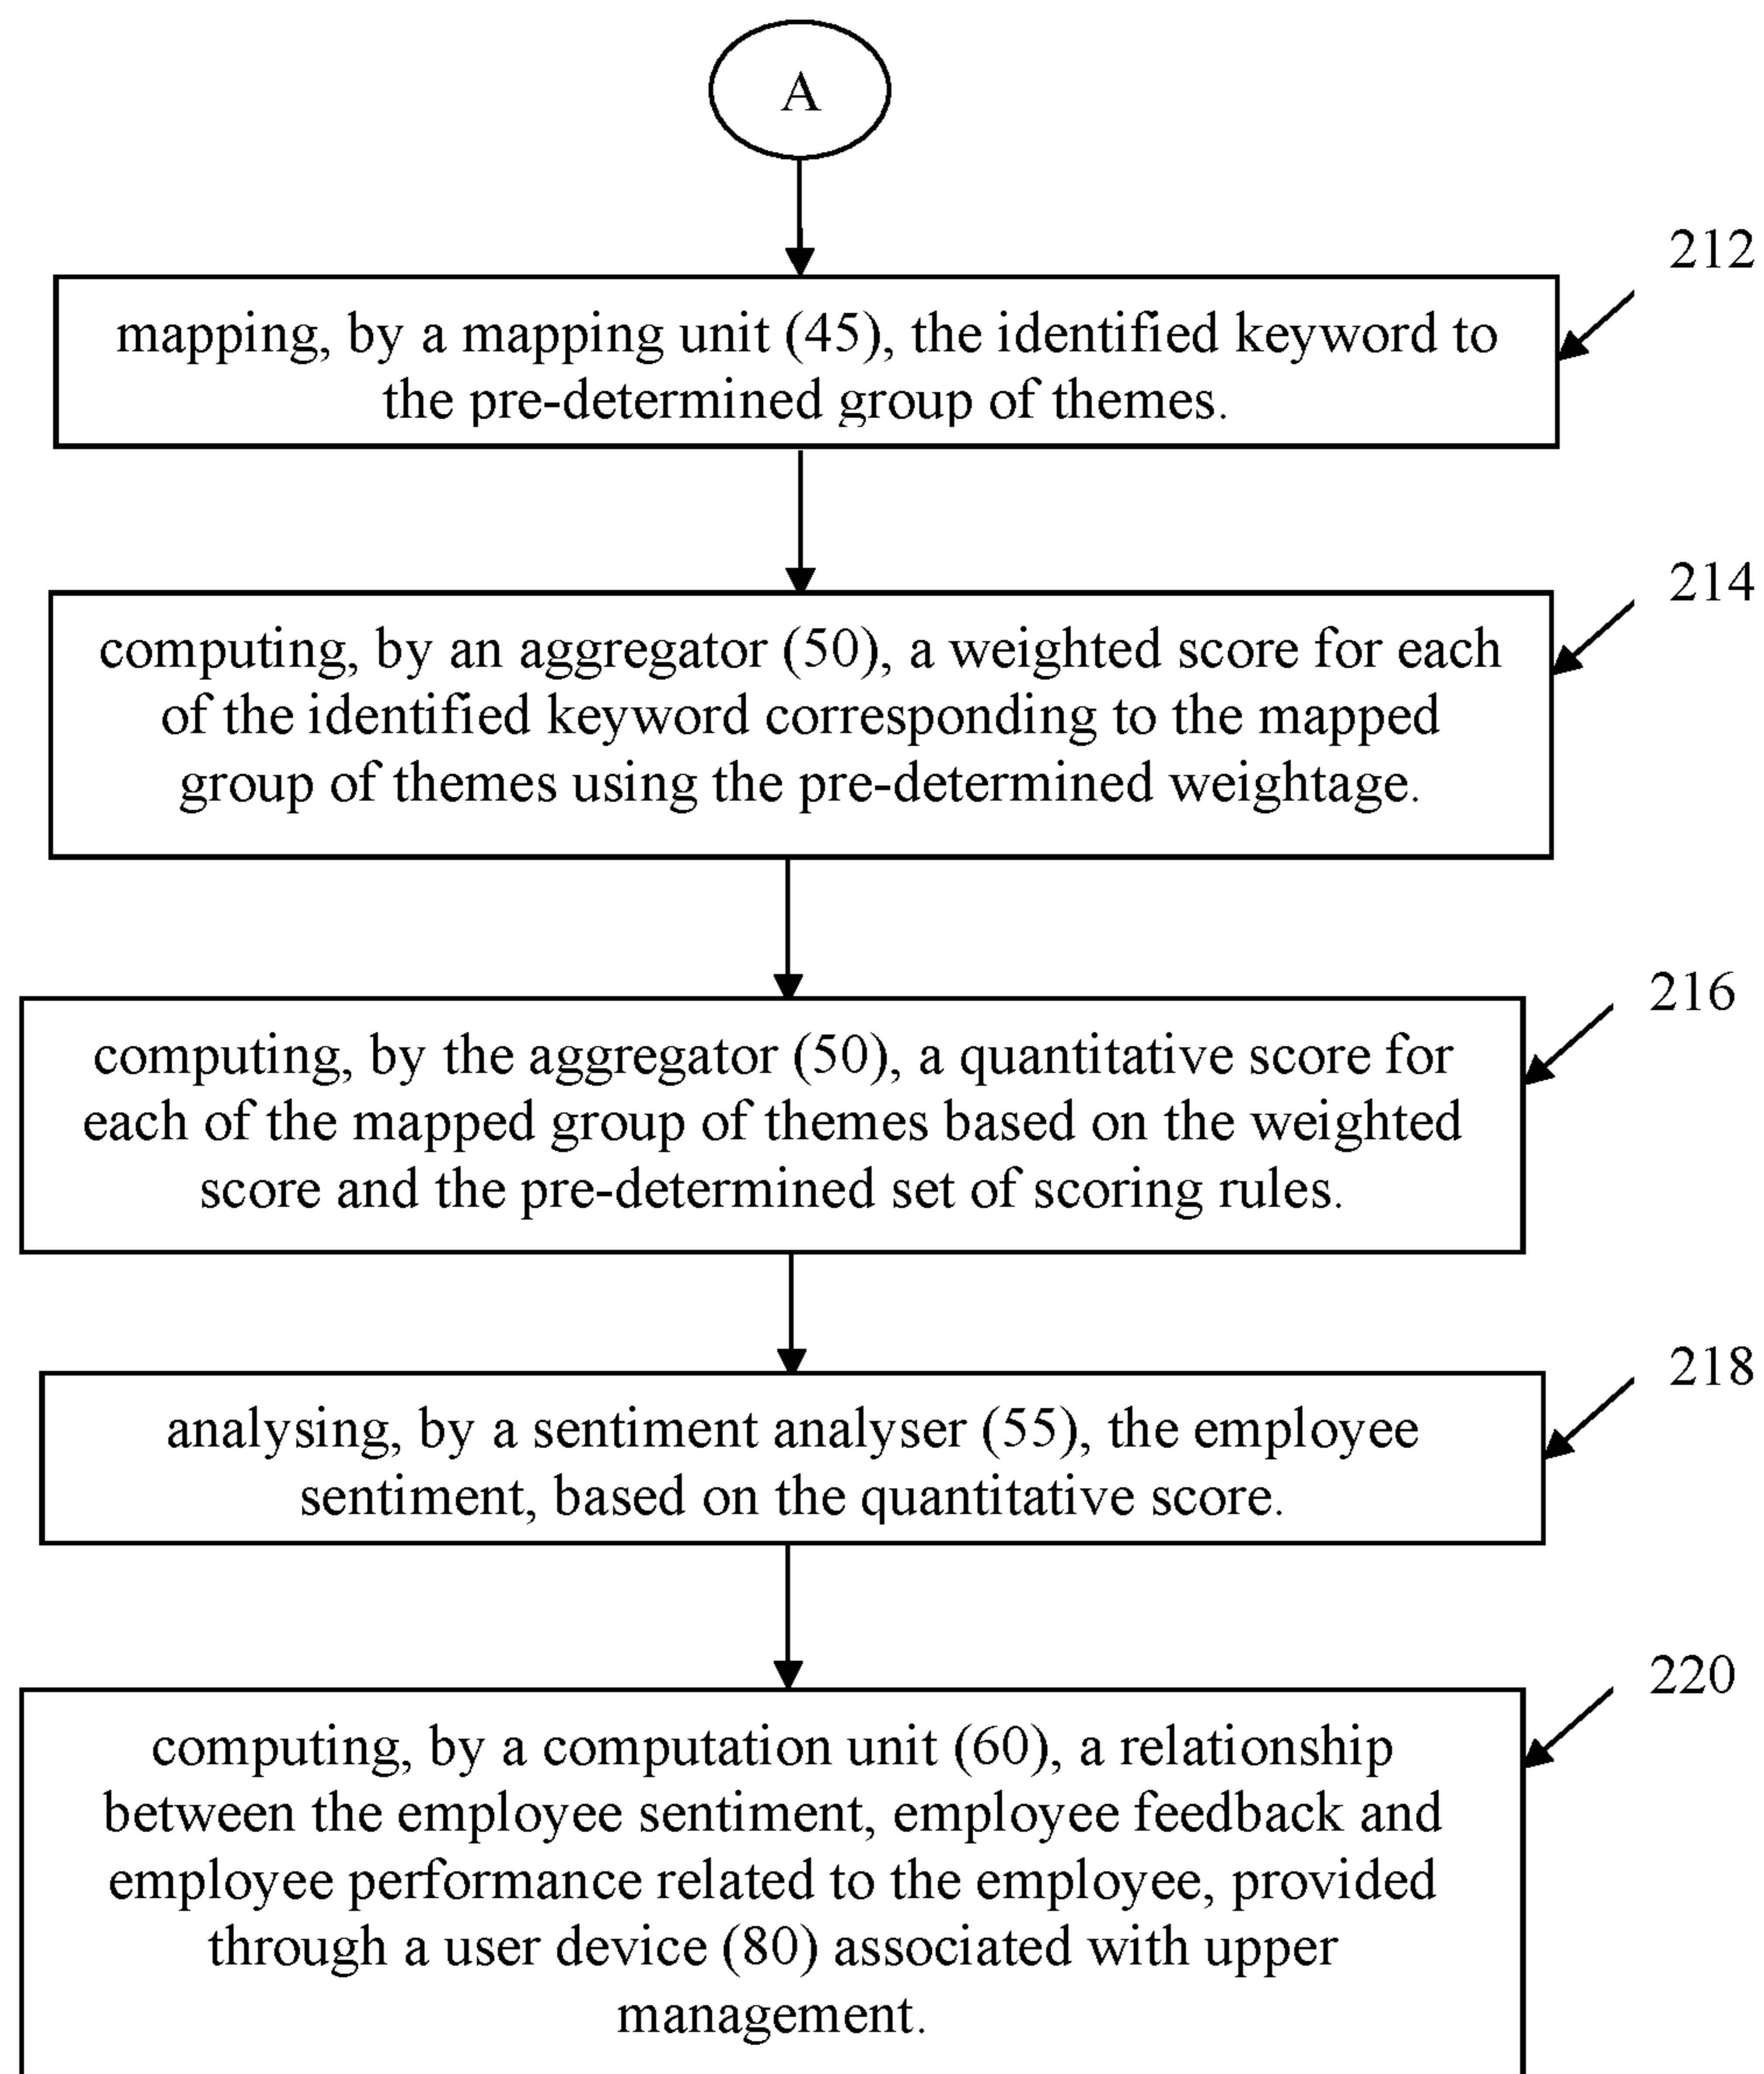 A
212
mapping, by a mapping unit (45), the identified keyword to
the pre-determined group of themes.
214
computing, by an aggregator (50), a weighted score for each
of the identified keyword corresponding to the mapped
group of themes using the pre-determined weightage.
216
computing, by the aggregator (50), a quantitative score for
each of the mapped group of themes based on the weighted
score and the pre-determined set of scoring rules.
218
analysing, by a sentiment analyser (55), the employee
sentiment, based on the quantitative score.
220
computing, by a computation unit (60), a relationship
between the employee sentiment, employee feedback and
employee performance related to the employee, provided
through a user device (80) associated with upper
management.